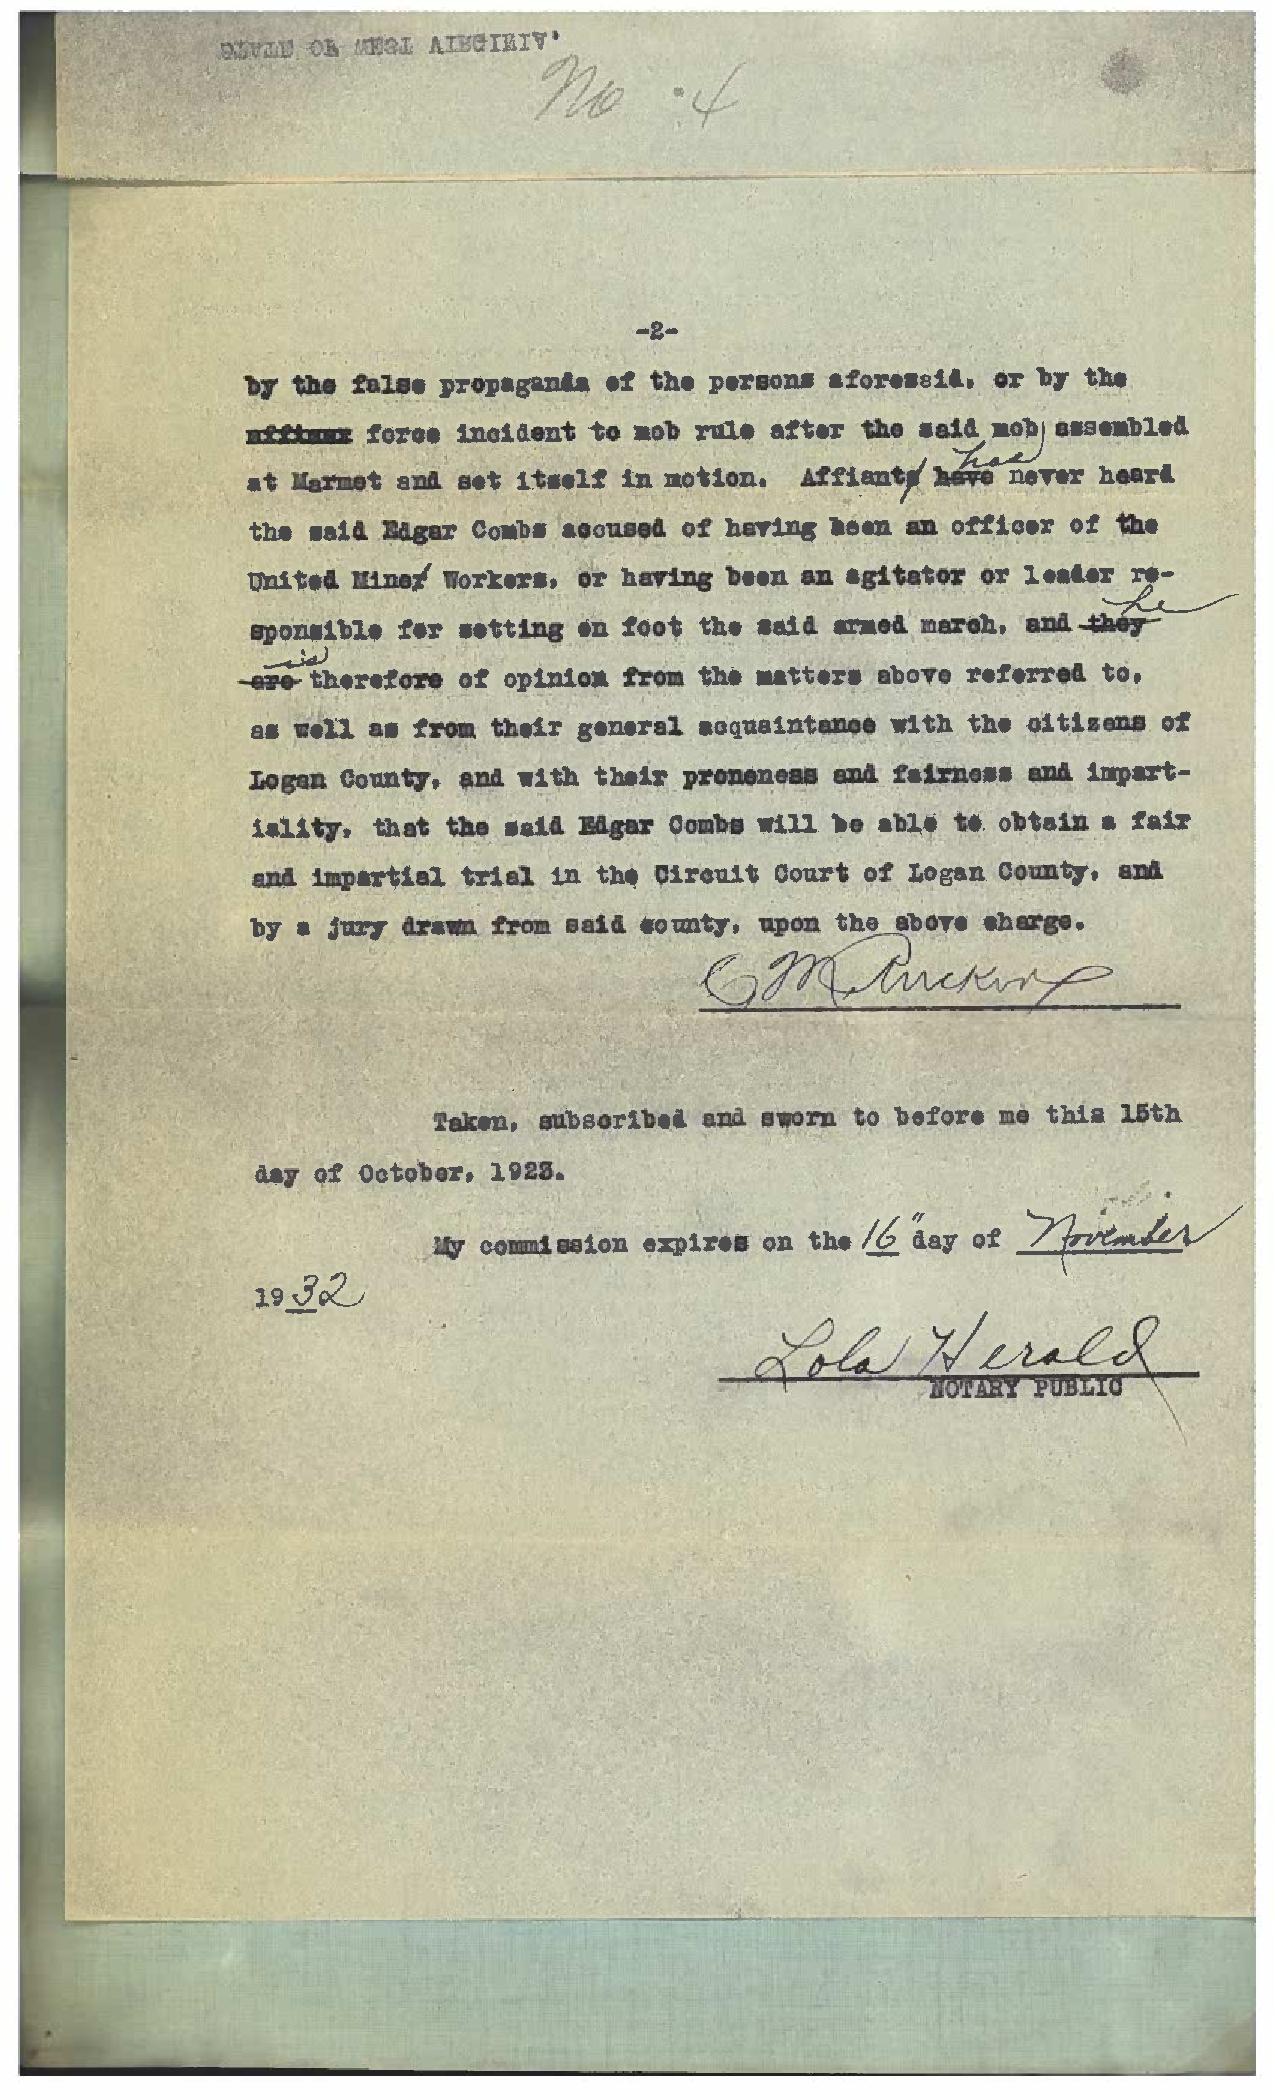 No. 4
-2-
by the false propaganda of the persons aforesaid, or by the
force incident to mob rule after the said mob assembled
at Marmet and set itself in motion. Affiant has have never heard
the said Edgar Combs accused of having been an officer of the
United Mine Workers, or having been an agitator or leader re-
sponsible for setting on foot the said armed march, and he they
is are therefore of opinion from the matters above referred to,
as well as from their general acquaintance with the citizens of
Logan County, and with their proneness and fairness and impart-
iality, that the said Edgar Combs will be able to obtain a fair
and impartial trial in the Circuit Court of Logan County, and
by a jury drawn from said county, upon the above charge.
C M
Taken, subscribed and sworn to before me this 15th
day of October, 1923.
My commission expires on the 16" day of November
1932
Lola Herald
NOTARY PUBLIC